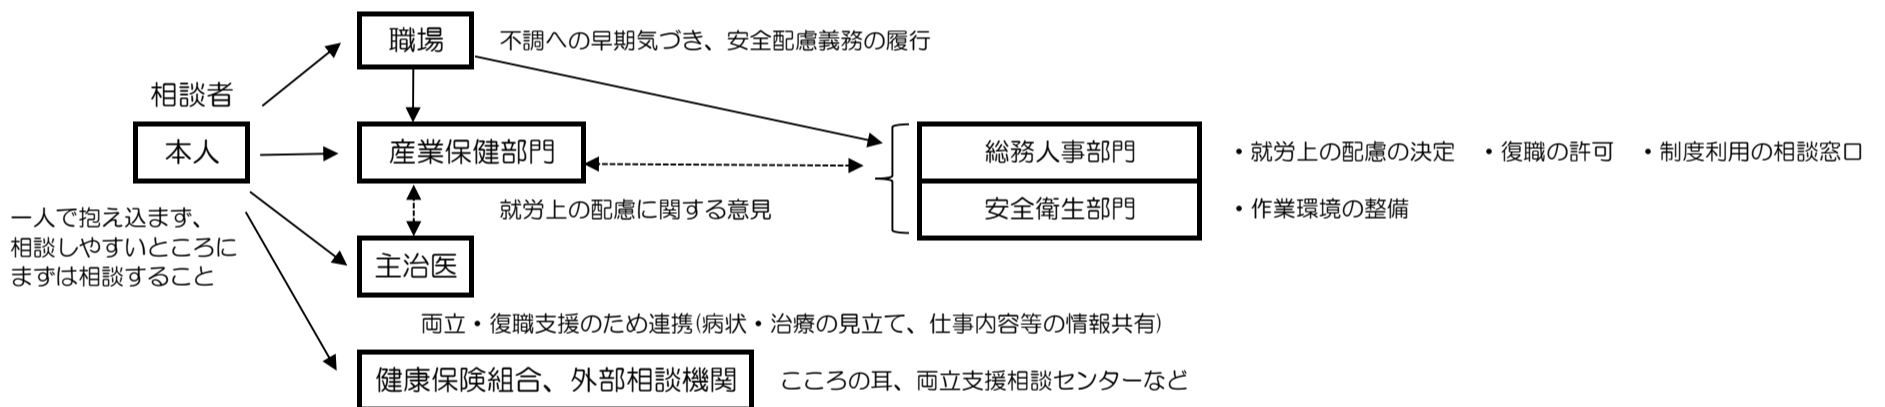 職場
不調への早期気づき、安全配慮義務の履行
相談者
本人
産業保健部門
総務人事部門
・就労上の配慮の決定 ・復職の許可 ・制度利用の相談窓口
就労上の配慮に関する意見
安全衛生部門
・作業環境の整備
一人で抱え込まず、
相談しやすいところに
まずは相談すること
主治医
両立・復職支援のため連携(病状・治療の見立て、仕事内容等の情報共有)
健康保険組合、外部相談機関
こころの耳、両立支援相談センターなど